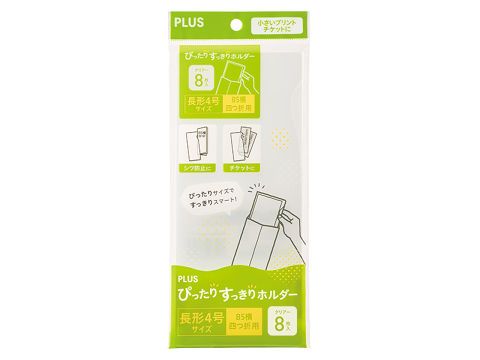 PLUS
小さいプリント
チケットに
ぴったりすっきりホルダー
クリアー
8枚入
長形4号
サイズ
B5横
四つ折用
シワ防止に
チケットに
ぴったりサイズで
すっきりスマート!
PLUS
ぴったりすっきりホルダー
長形4号
サイズ
B5横
四つ折用
クリアー
8枚入